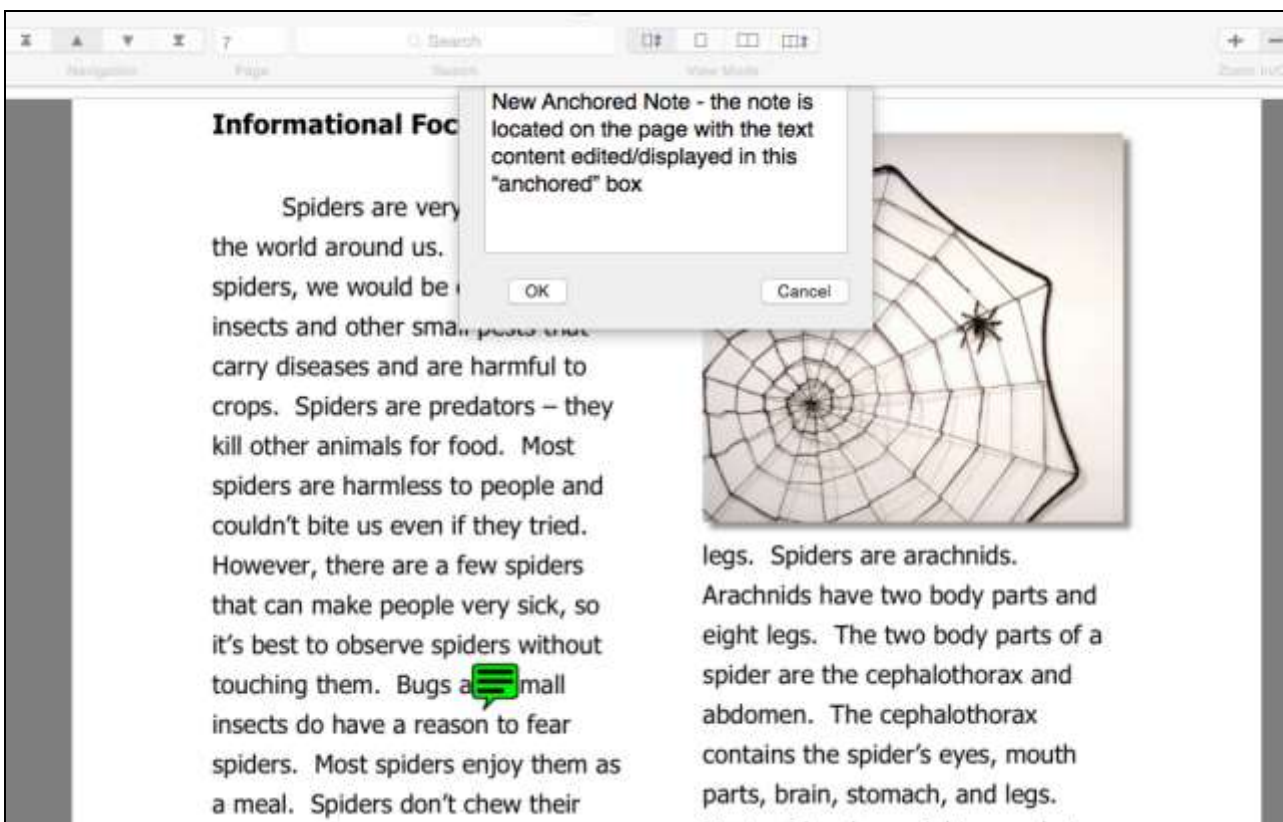 7
Search
Navigation
Page
Search
View Mode
Zoom
New Anchored Note - the note is
located on the page with the text
content edited/displayed in this
“anchored” box
OK
Cancel
Informational
Spiders are very
the world around us.
spiders, we would be
insects and other small pests that
carry diseases and are harmful to
crops. Spiders are predators – they
kill other animals for food. Most
spiders are harmless to people and
couldn’t bite us even if they tried.
However, there are a few spiders
that can make people very sick, so
it’s best to observe spiders without
touching them. Bugs mall
insects do have a reason to fear
spiders. Most spiders enjoy them as
a meal. Spiders don’t chew their
legs. Spiders are arachnids.
Arachnids have two body parts and
eight legs. The two body parts of a
spider are the cephalothorax and
abdomen. The cephalothorax
contains the spider’s eyes, mouth
parts, brain, stomach, and legs.